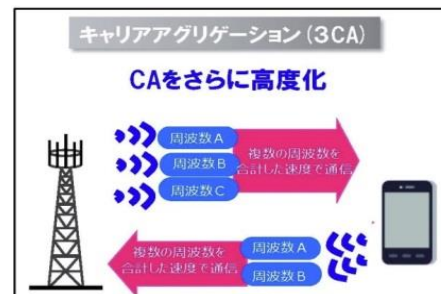 キャリアアグリゲーション(3CA)
CAをさらに高度化
周波数A
周波数B
周波数C
複数の周波数を
合計した速度で通信
複数の周波数を
合計した速度で通信
周波数A
周波数B